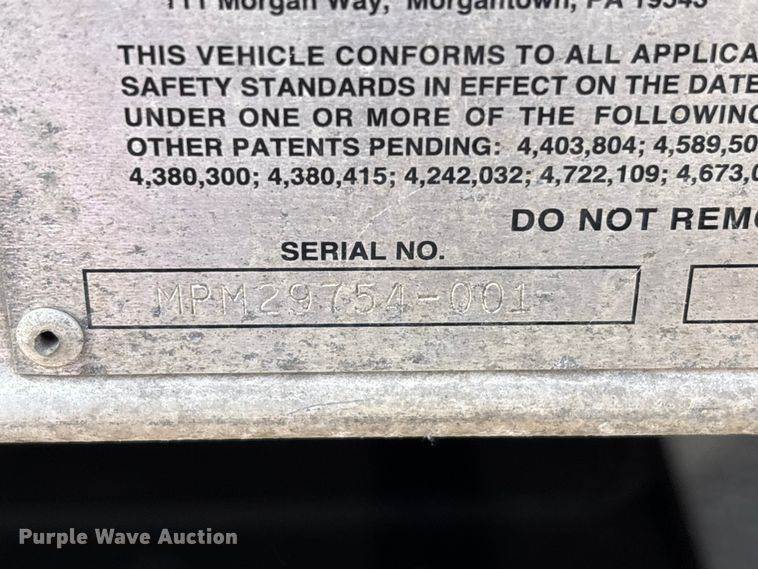 111 Morgan Way, Morgantown, PA 19543
THIS VEHICLE CONFORMS TO ALL APPLICA
SAFETY STANDARDS IN EFFECT ON THE DATE
UNDER ONE OR MORE OF THE FOLLOWING
OTHER PATENTS PENDING: 4,403,804; 4,589,50
4,380,300; 4,380,415; 4,242,032; 4,722,109; 4,673,0
DO NOT REMO
SERIAL NO.
MPM29754-001
Purple Wave Auction